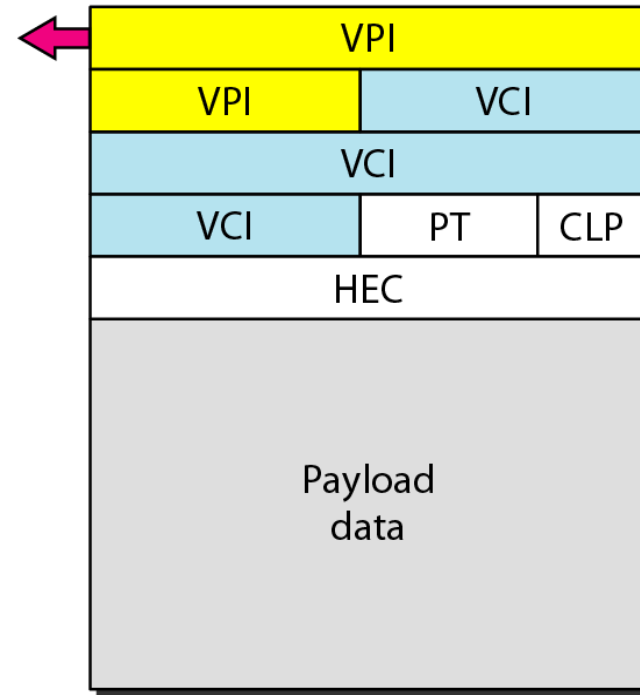 VPI
VPI VCI
VCI
VCI PT CLP
HEC
Payload
data